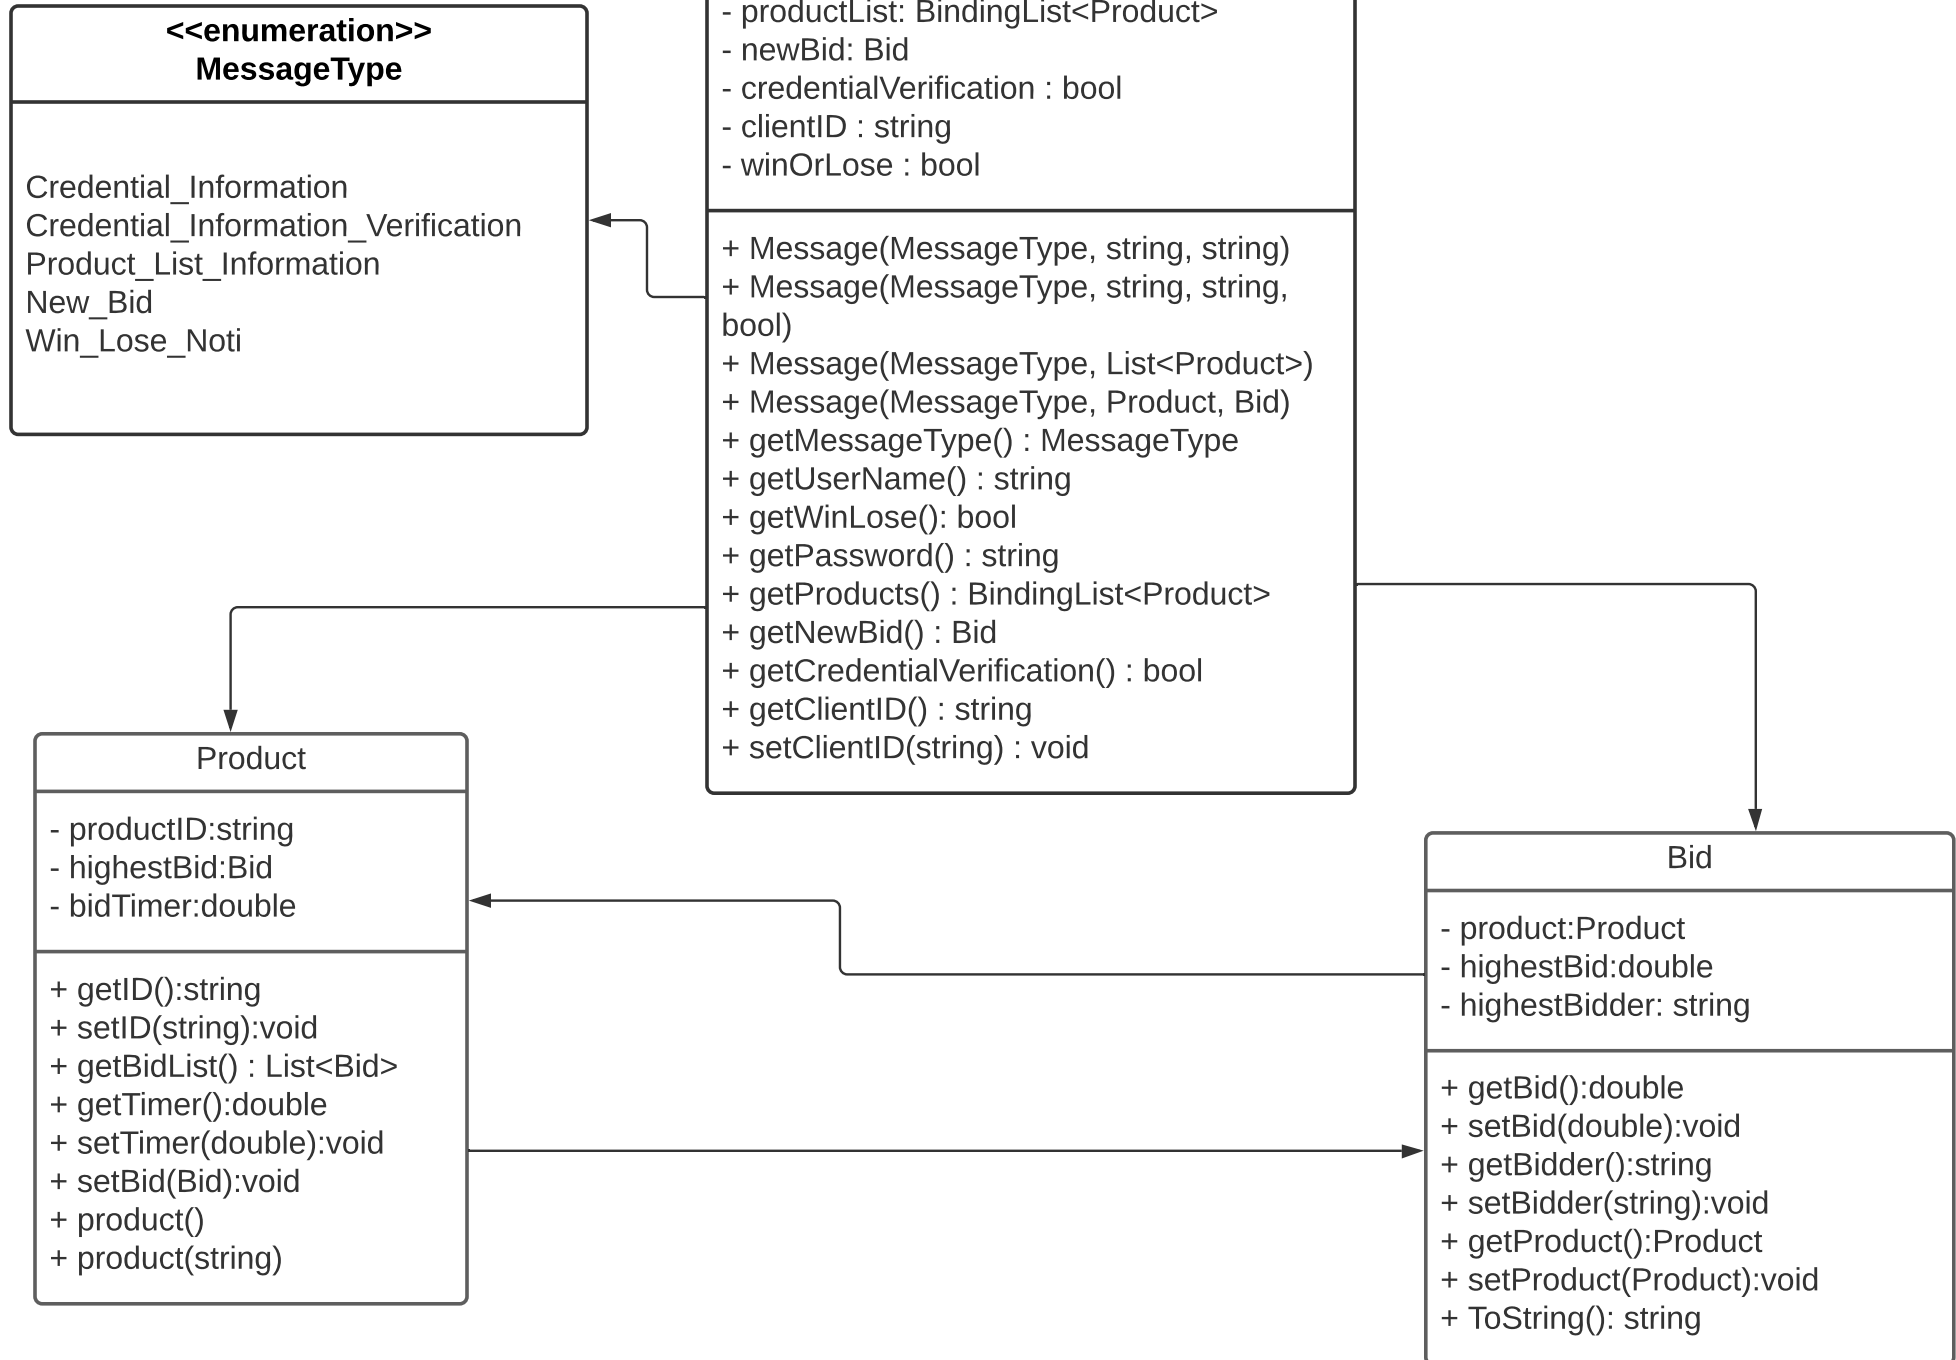 <<enumeration>>
MessageType
Credential_Information
Credential_Information_Verification
Product_List_Information
New_Bid
Win_Lose_Noti
- productList: BindingList<Product>
- newBid: Bid
- credentialVerification : bool
- clientID : string
- winOrLose : bool
+ Message(MessageType, string, string)
+ Message(MessageType, string, string,
bool)
+ Message(MessageType, List<Product>)
+ Message(MessageType, Product, Bid)
+ getMessageType() : MessageType
+ getUserName() : string
+ getWinLose(): bool
+ getPassword() : string
+ getProducts() : BindingList<Product>
+ getNewBid() : Bid
+ getCredentialVerification() : bool
+ getClientID() : string
+ setClientID(string) : void
Product
- productID:string
- highestBid:Bid
- bidTimer:double
+ getID():string
+ setID(string):void
+ getBidList() : List<Bid>
+ getTimer():double
+ setTimer(double):void
+ setBid(Bid):void
+ product()
+ product(string)
Bid
- product:Product
- highestBid:double
- highestBidder: string
+ getBid():double
+ setBid(double):void
+ getBidder():string
+ setBidder(string):void
+ getProduct():Product
+ setProduct(Product):void
+ ToString(): string